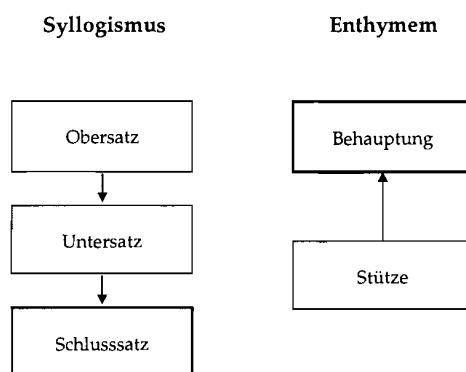 Syllogismus
Enthymem
Obersatz
Behauptung
Untersatz
Stütze
Schlusssatz